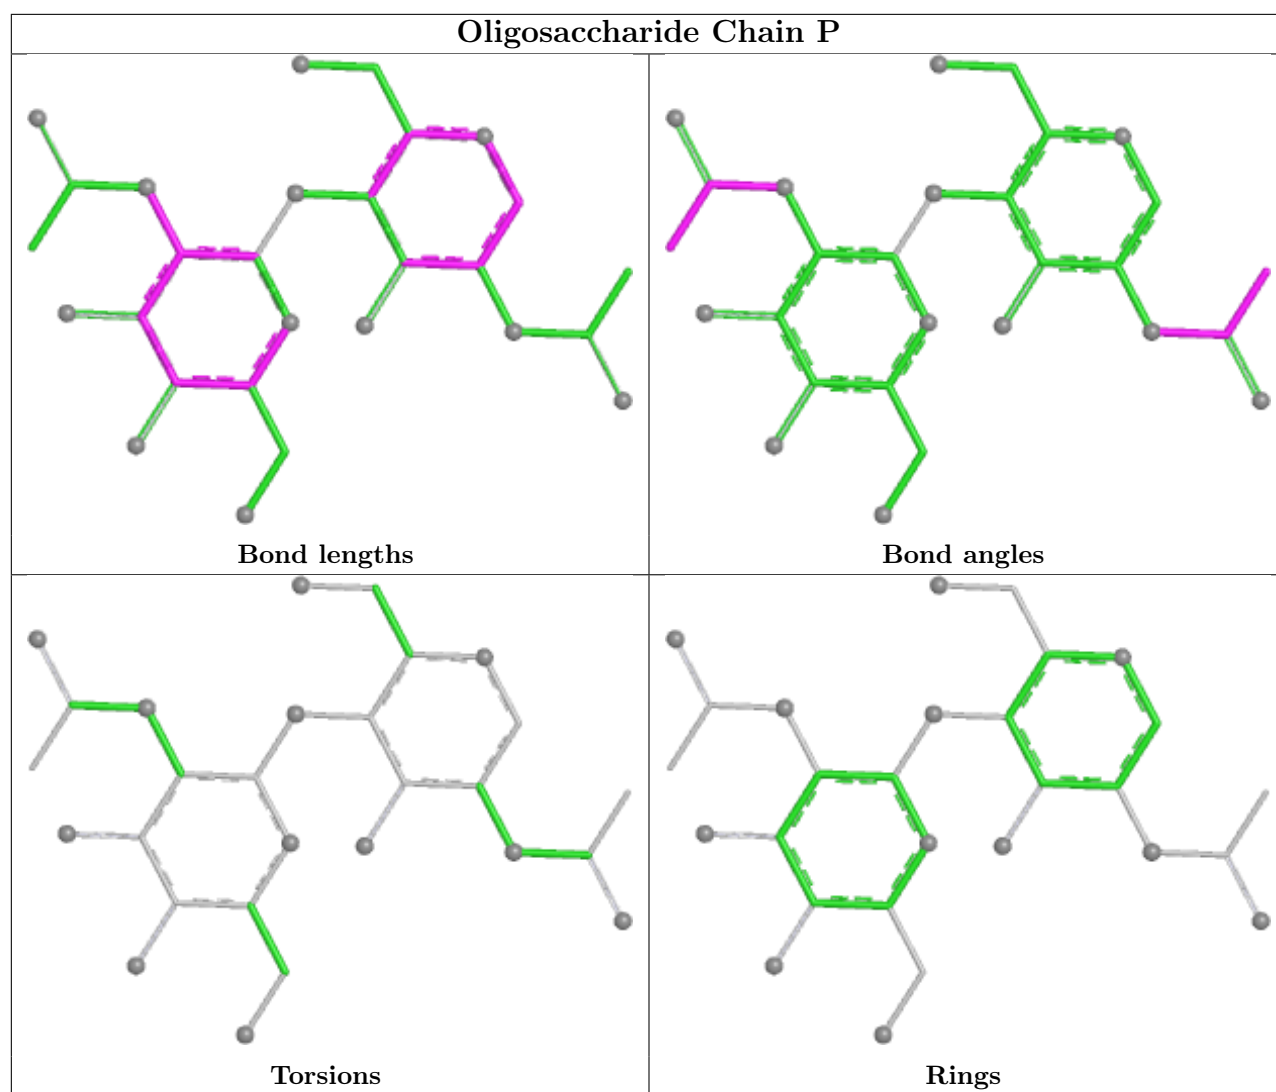 Oligosaccharide Chain P
Bond lengths
Bond angles
Torsions
Rings